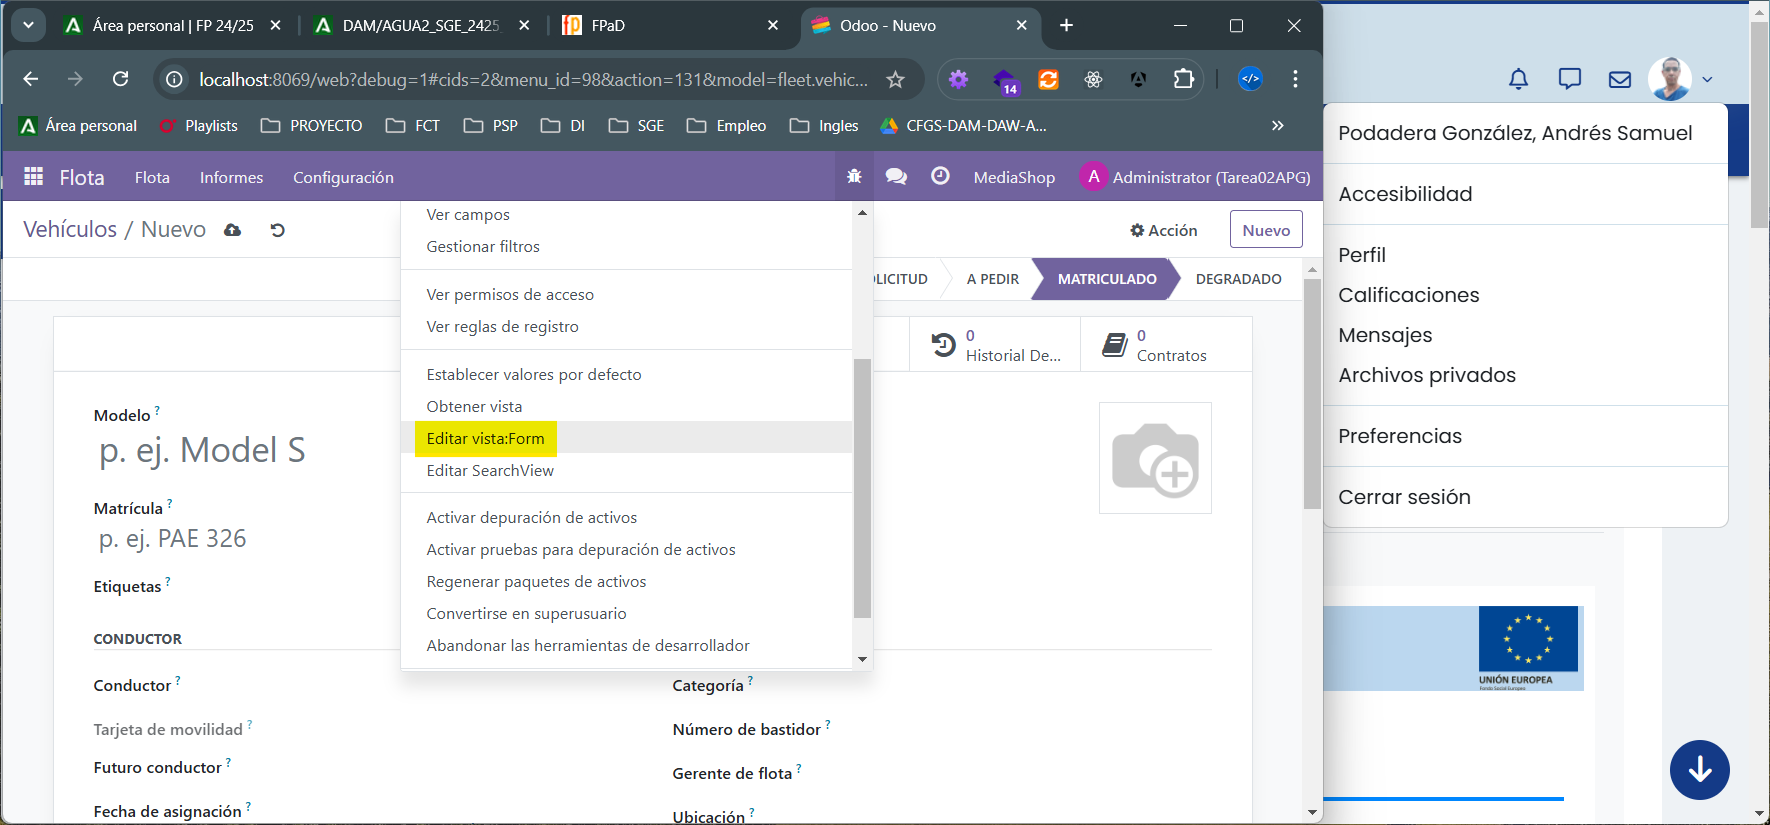 Área personal | FP 24/25
DAM/AGUA2_SGE_2425
FPaD
Odoo - Nuevo
localhost:8069/web?debug=1#cids=2&menu_id=98&action=131&model=fleet.vehic...
14
Área personal
Playlists
PROYECTO
FCT
PSP
DI
SGE
Empleo
Ingles
CFGS-DAM-DAW-A...
Flota
Flota
Informes
Configuración
MediaShop
A
Administrator (Tarea02APG)
Vehículos / Nuevo
Acción
Nuevo
LICITUD
A PEDIR
MATRICULADO
DEGRADADO
0
Historial De...
0
Contratos
Modelo ?
p. ej. Model S
Matrícula ?
p. ej. PAE 326
Etiquetas ?
CONDUCTOR
Conductor ?
Tarjeta de movilidad ?
Futuro conductor ?
Fecha de asignación ?
Categoría ?
Número de bastidor ?
Gerente de flota ?
Ubicación ?
Ver campos
Gestionar filtros
Ver permisos de acceso
Ver reglas de registro
Establecer valores por defecto
Obtener vista
Editar vista:Form
Editar SearchView
Activar depuración de activos
Activar pruebas para depuración de activos
Regenerar paquetes de activos
Convertirse en superusuario
Abandonar las herramientas de desarrollador
Podadera González, Andrés Samuel
Accesibilidad
Perfil
Calificaciones
Mensajes
Archivos privados
Preferencias
Cerrar sesión
UNIÓN EUROPEA
Fondo Social Europeo